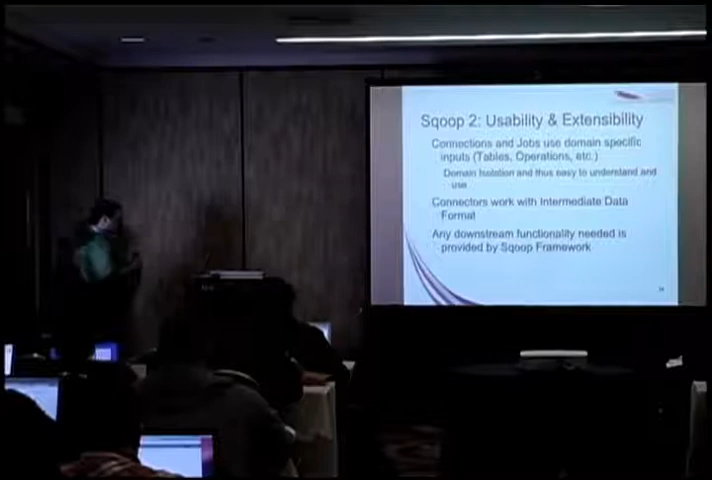 Sqoop 2: Usability & Extensibility
Connections and Jobs use domain specific
inputs (Tables, Operations, etc.)
Domain Isolation and thus easy to understand and
use
Connectors work with Intermediate Data
Format
Any downstream functionality needed is
provided by Sqoop Framework